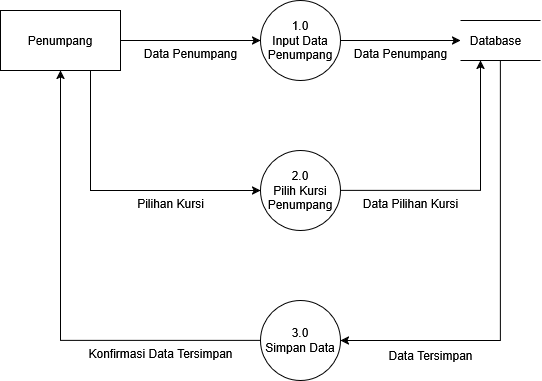 Penumpang
Data Penumpang
1.0
Input Data
Penumpang
Data Penumpang
Database
Pilihan Kursi
2.0
Pilih Kursi
Penumpang
Data Pilihan Kursi
Konfirmasi Data Tersimpan
3.0
Simpan Data
Data Tersimpan